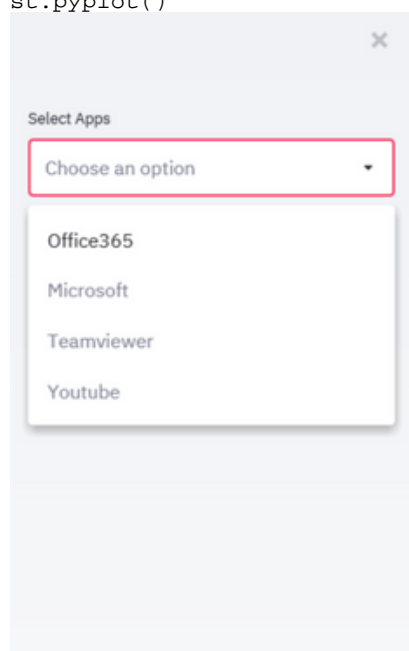 st.pyplot()
Select Apps
Choose an option
Office365
Microsoft
Teamviewer
Youtube